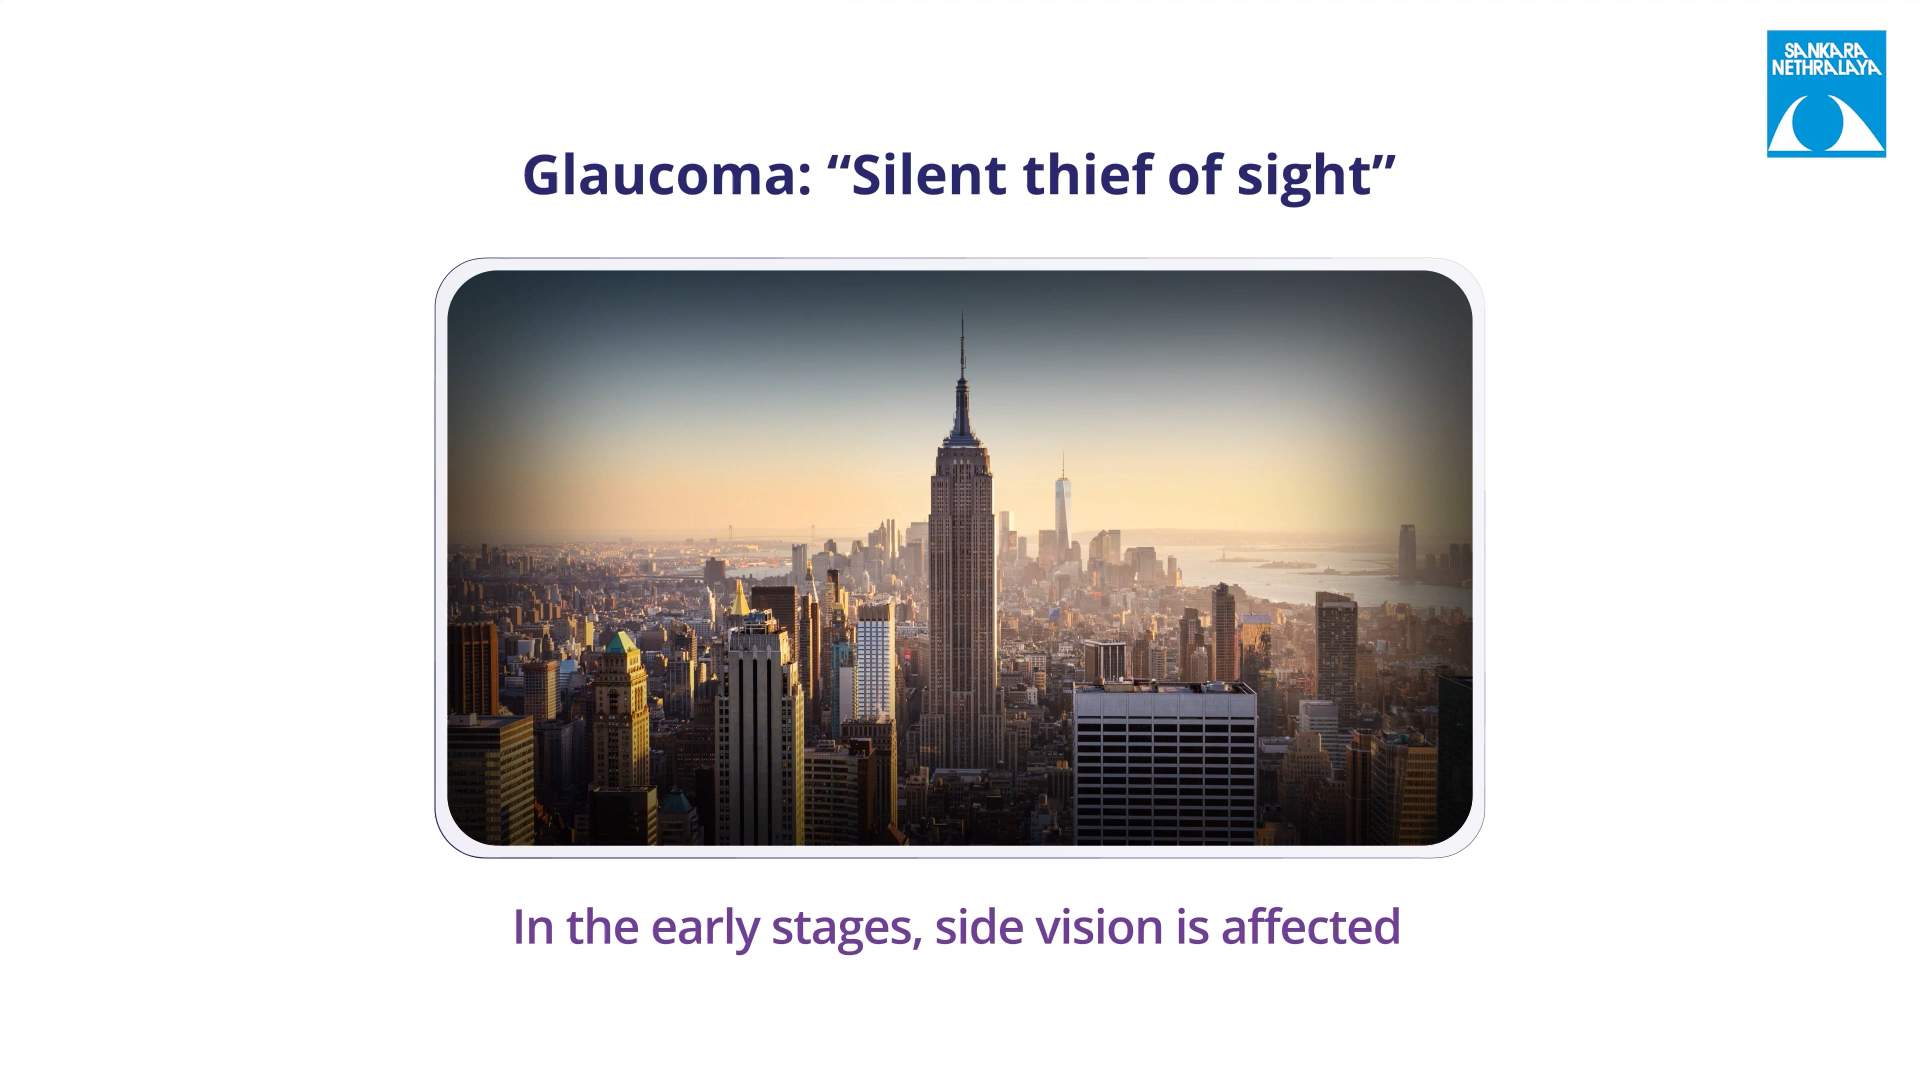 SANKARA
NETHRALAYA
Glaucoma: “Silent thief of sight”
In the early stages, side vision is affected